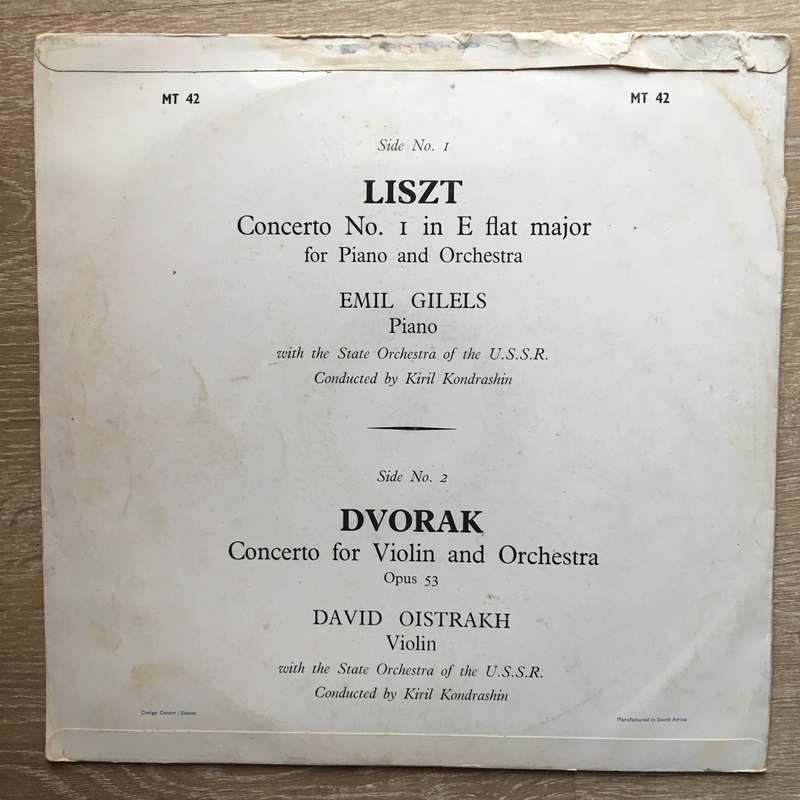 MT 42 MT 42
Side No. 1
LISZT
Concerto No. 1 in E flat major
for Piano and Orchestra
EMIL GILELS
Piano
with the State Orchestra of the U.S.S.R.
Conducted by Kiril Kondrashin
Side No. 2
DVORAK
Concerto for Violin and Orchestra
Opus 53
DAVID OISTRAKH
Violin
with the State Orchestra of the U.S.S.R.
Conducted by Kiril Kondrashin
Manufactured in South Africa